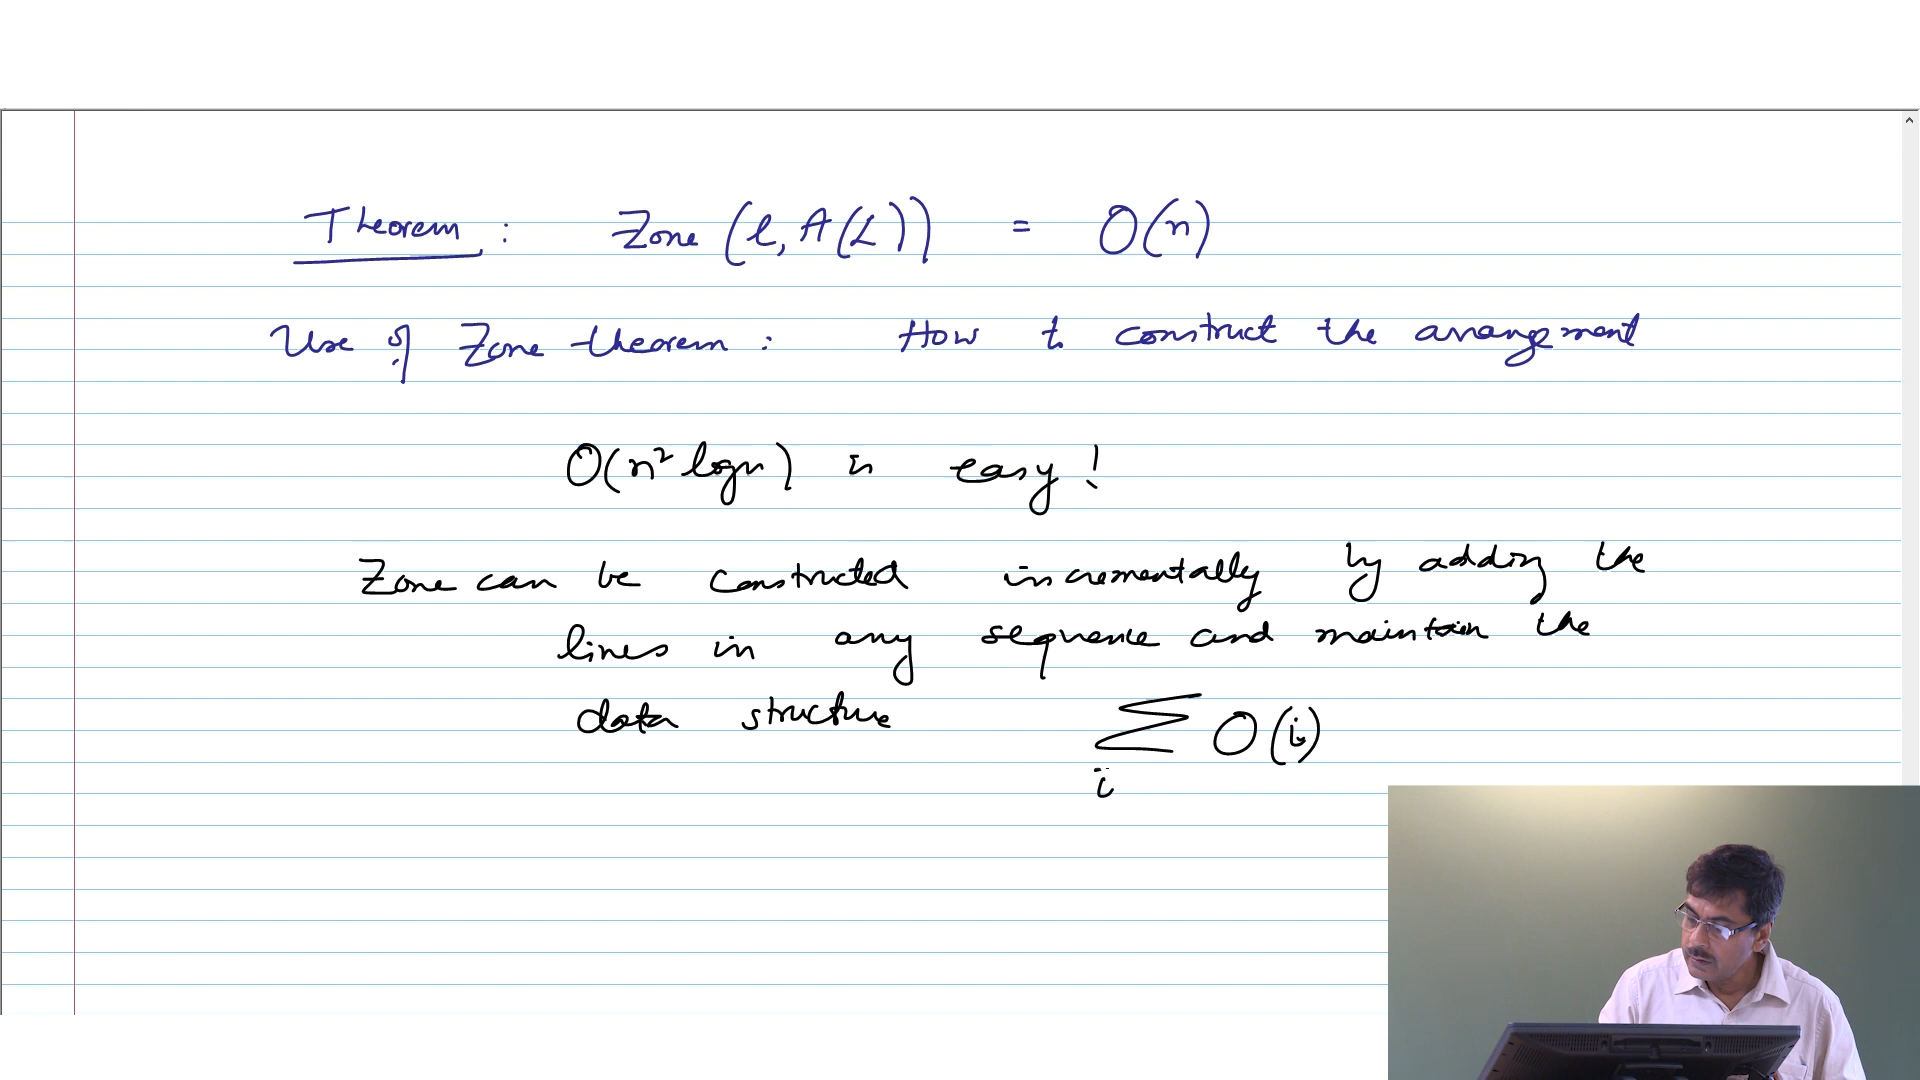 Theorem : Zone (l, A(L)) = O(n)
Use of Zone theorem : How to construct the arrangement
O(n² logn) is easy!
Zone can be constructed incrementally by adding the
lines in any sequence and maintain the
data structure ∑ O(i)
i